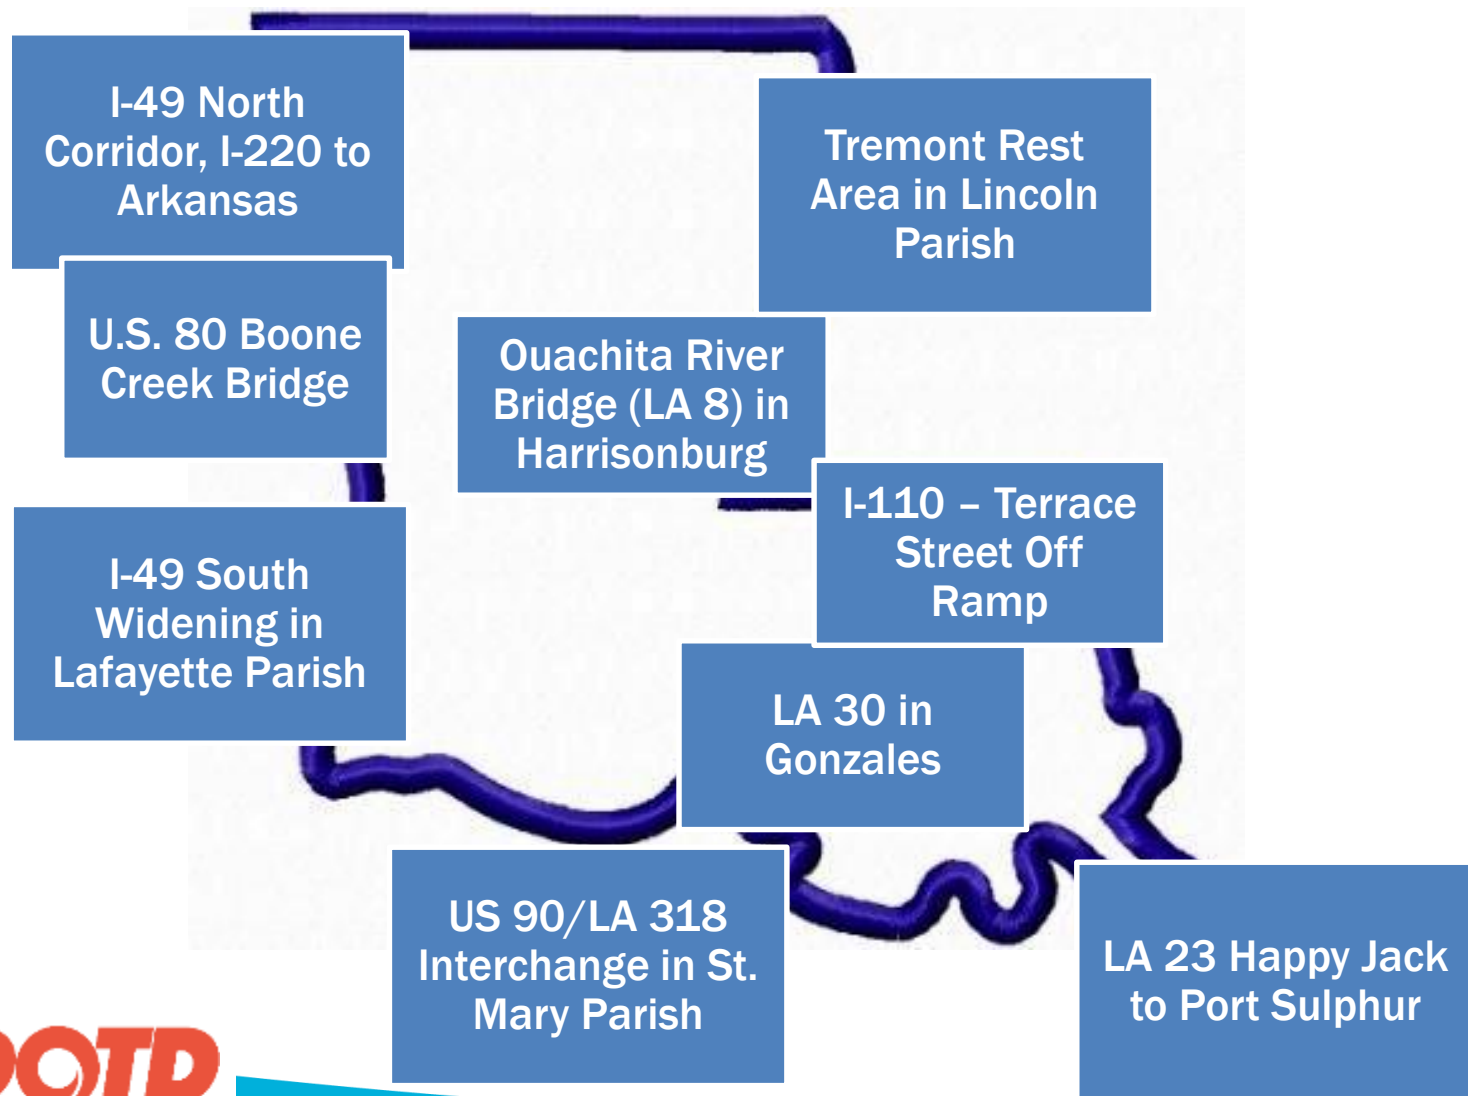 I-49 North
Corridor, I-220 to
Arkansas
Tremont Rest
Area in Lincoln
Parish
U.S. 80 Boone
Creek Bridge
Ouachita River
Bridge (LA 8) in
Harrisonburg
I-110 – Terrace
Street Off
Ramp
I-49 South
Widening in
Lafayette Parish
LA 30 in
Gonzales
US 90/LA 318
Interchange in St.
Mary Parish
LA 23 Happy Jack
to Port Sulphur
DOTD